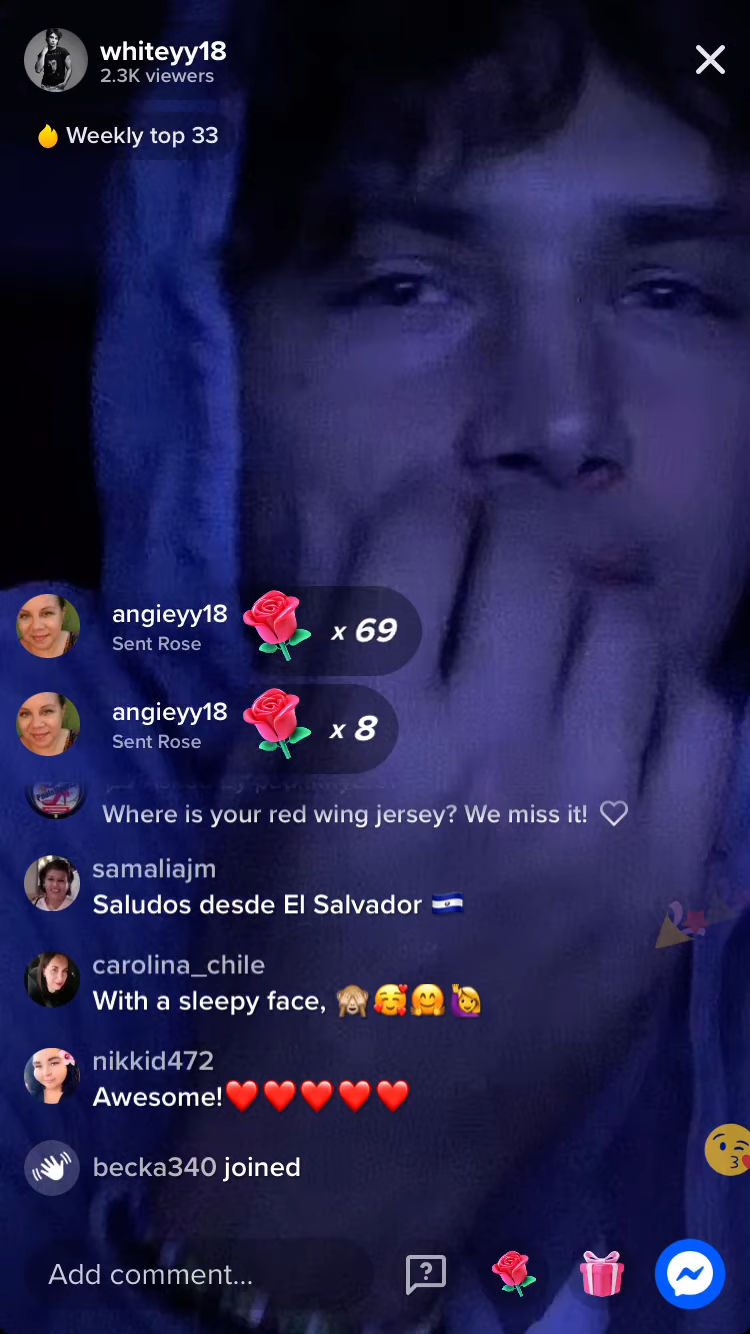 whiteyy18
2.3K viewers
Weekly top 33
angieyy18
Sent Rose
x 69
angieyy18
Sent Rose
x 8
Where is your red wing jersey? We miss it!
samaliajm
Saludos desde El Salvador 🇸🇻
carolina_chile
With a sleepy face, 🙈🥰🤗🙋‍♀️
nikkid472
Awesome!❤️❤️❤️❤️❤️
becka340 joined
Add comment...